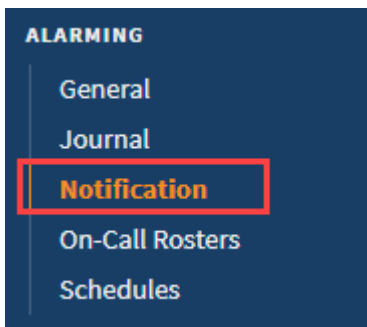 ALARMING
General
Journal
Notification
On-Call Rosters
Schedules